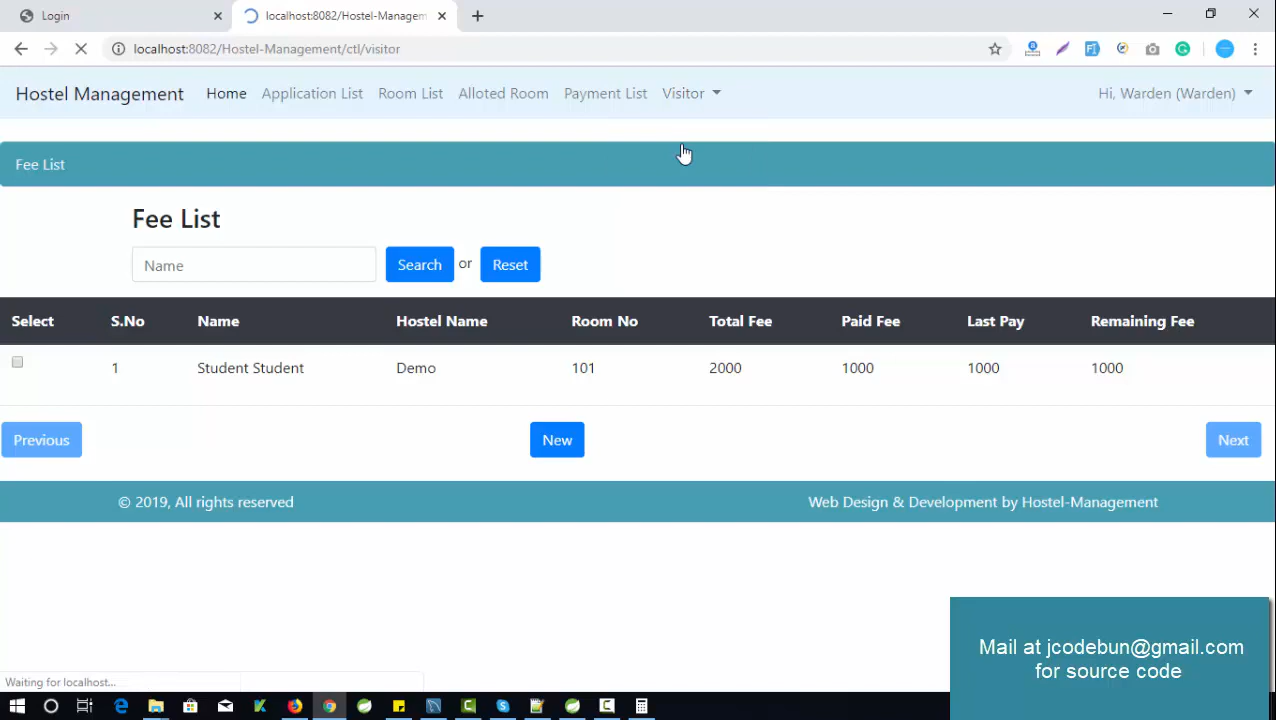 Login
localhost:8082/Hostel-Managem
localhost:8082/Hostel-Management/ctl/visitor
Hostel Management Home Application List Room List Alloted Room Payment List Visitor Hi, Warden (Warden)
Fee List
Fee List
Name Search or Reset
Select S.No Name Hostel Name Room No Total Fee Paid Fee Last Pay Remaining Fee
1 Student Student Demo 101 2000 1000 1000 1000
Previous New Next
© 2019, All rights reserved Web Design & Development by Hostel-Management
Mail at jcodebun@gmail.com
for source code
Waiting for localhost...